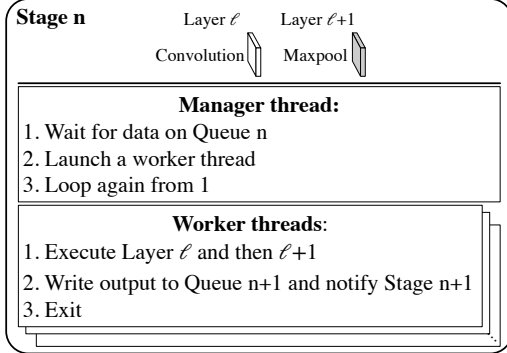 Stage n
Layer ℓ Layer ℓ+1
Convolution Maxpool
Manager thread:
1. Wait for data on Queue n
2. Launch a worker thread
3. Loop again from 1
Worker threads:
1. Execute Layer ℓ and then ℓ+1
2. Write output to Queue n+1 and notify Stage n+1
3. Exit